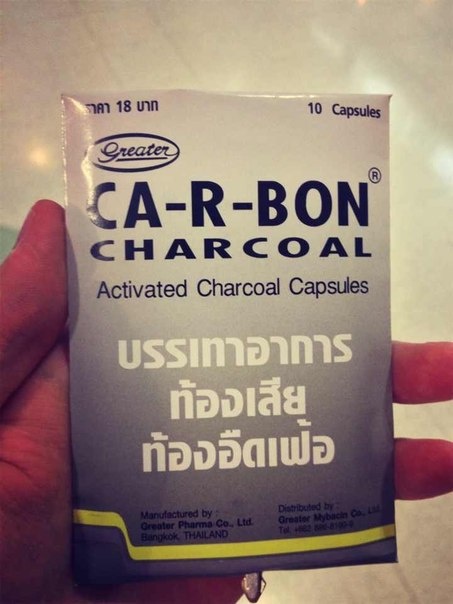 ราคา 18 บาท 10 Capsules
Greater
CA-R-BON ®
CHARCOAL
Activated Charcoal Capsules
บรรเทาอาการ
ท้องเสีย
ท้องอืดเฟ้อ
Manufactured by :
Greater Pharma Co., Ltd.
Bangkok, THAILAND
Distributed by :
Greater Mybacin Co., Ltd.
Tel.